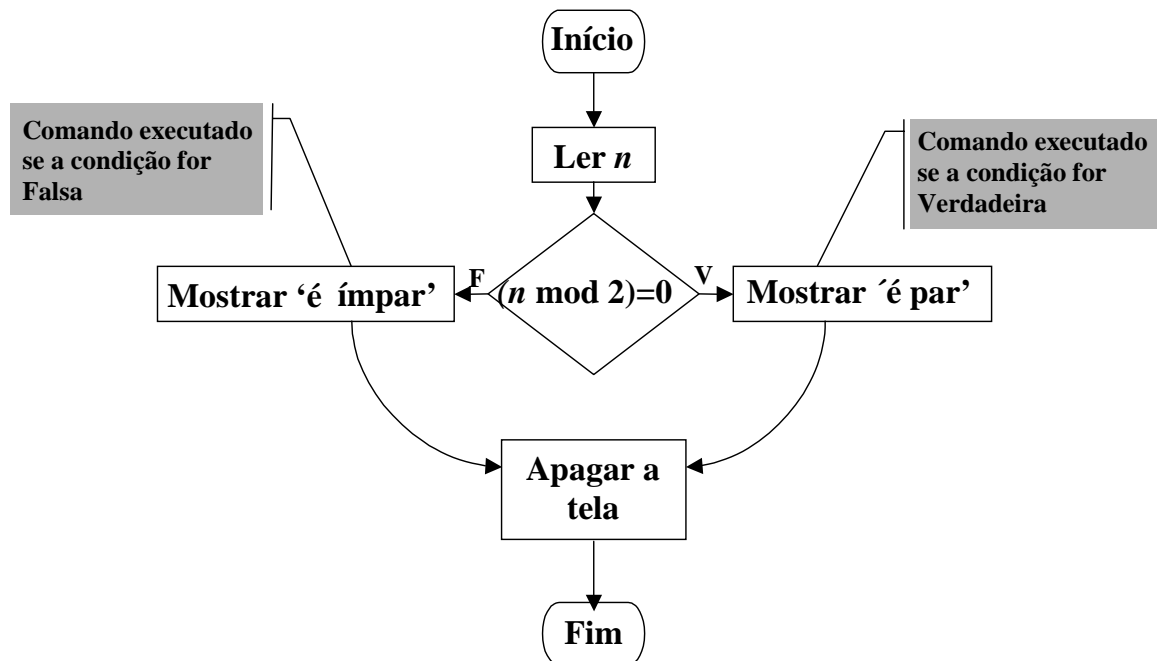 Início
Comando executado
se a condição for
Falsa
Ler n
Comando executado
se a condição for
Verdadeira
Mostrar ‘é ímpar’
F
(n mod 2)=0
V
Mostrar ´é par’
Apagar a
tela
Fim